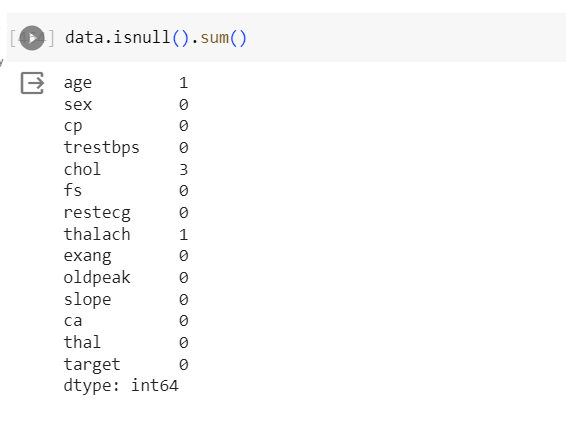 data.isnull().sum()
age 1
sex 0
cp 0
trestbps 0
chol 3
fs 0
restecg 0
thalach 1
exang 0
oldpeak 0
slope 0
ca 0
thal 0
target 0
dtype: int64